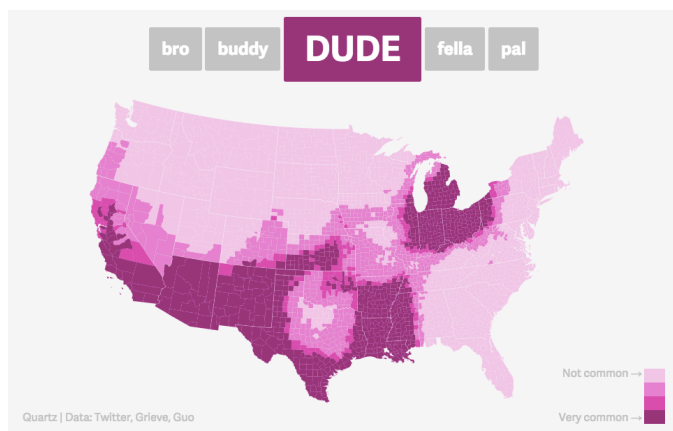 bro buddy DUDE fella pal
Not common →
Very common →
Quartz | Data: Twitter, Grieve, Guo